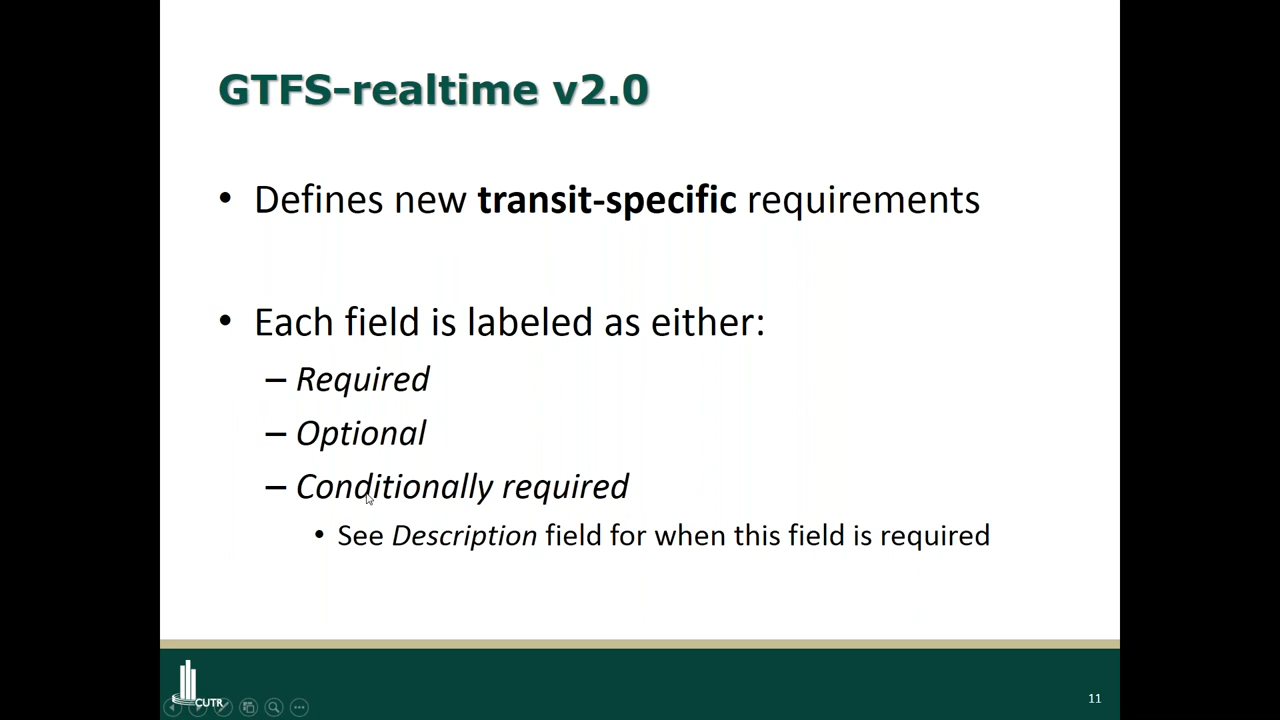 GTFS-realtime v2.0
• Defines new transit-specific requirements
• Each field is labeled as either:
– Required
– Optional
– Conditionally required
• See Description field for when this field is required
CUTR
11